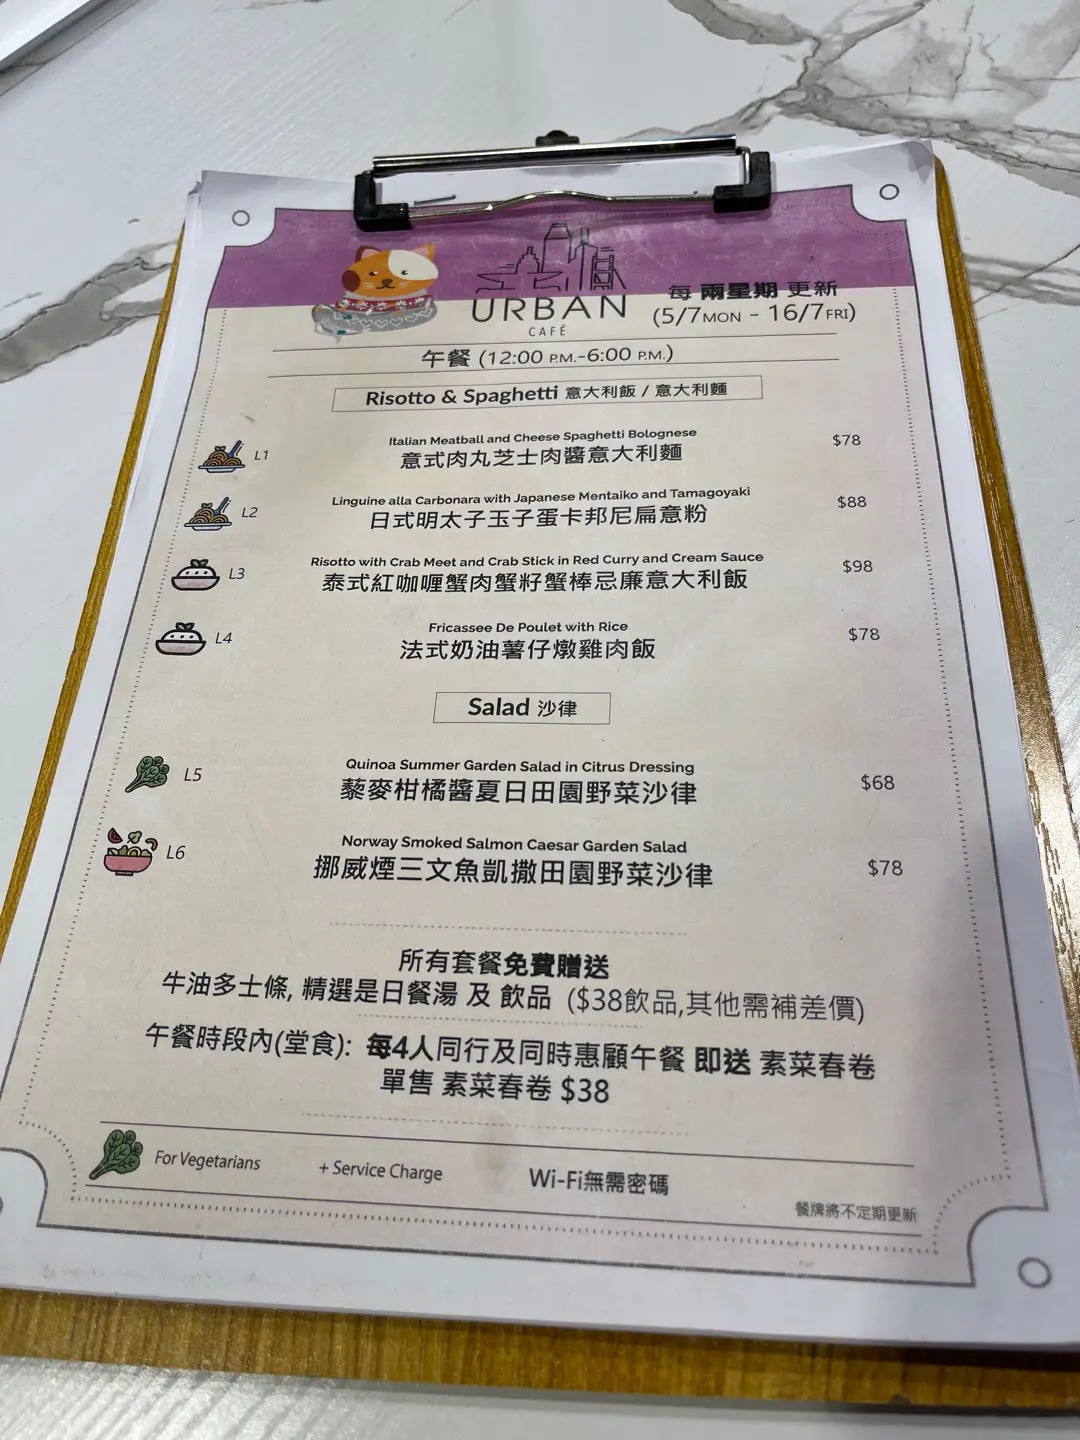 URBAN
CAFÉ
每 兩星期 更新
(5/7MON - 16/7FRI)
午餐 (12:00 P.M.-6:00 P.M.)
Risotto & Spaghetti 意大利飯 / 意大利麵
L1 Italian Meatball and Cheese Spaghetti Bolognese $78
意式肉丸芝士肉醬意大利麵
L2 Linguine alla Carbonara with Japanese Mentaiko and Tamagoyaki $88
日式明太子玉子蛋卡邦尼扁意粉
L3 Risotto with Crab Meet and Crab Stick in Red Curry and Cream Sauce $98
泰式紅咖喱蟹肉蟹籽蟹棒忌廉意大利飯
L4 Fricassee De Poulet with Rice $78
法式奶油薯仔燉雞肉飯
Salad 沙律
L5 Quinoa Summer Garden Salad in Citrus Dressing $68
藜麥柑橘醬夏日田園野菜沙律
L6 Norway Smoked Salmon Caesar Garden Salad $78
挪威煙三文魚凱撒田園野菜沙律
所有套餐免費贈送
牛油多士條, 精選是日餐湯 及 飲品 ($38飲品,其他需補差價)
午餐時段內(堂食): 每4人同行及同時惠顧午餐 即送 素菜春卷
單售 素菜春卷 $38
For Vegetarians + Service Charge Wi-Fi無需密碼
餐牌將不定期更新